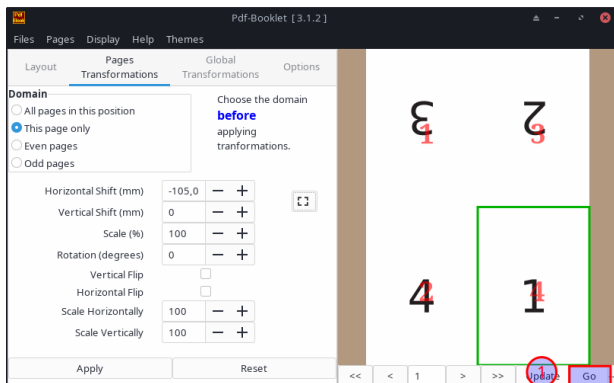 Pdf-Booklet [ 3.1.2 ]
Files Pages Display Help Themes
Layout
Pages Transformations
Global Transformations
Options
Domain
All pages in this position
This page only
Even pages
Odd pages
Choose the domain
before
applying
tranformations.
Horizontal Shift (mm) -105,0 − +
Vertical Shift (mm) 0 − +
Scale (%) 100 − +
Rotation (degrees) 0 − +
Vertical Flip
Horizontal Flip
Scale Horizontally 100 − +
Scale Vertically 100 − +
Apply Reset
3 2
1 3
4 1
2 4
<< < 1 > >> Update Go
1